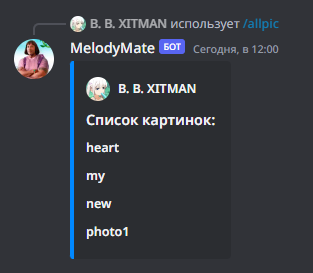 B. B. XITMAN использует /allpic
MelodyMate БОТ Сегодня, в 12:00
B. B. XITMAN
Список картинок:
heart
my
new
photo1